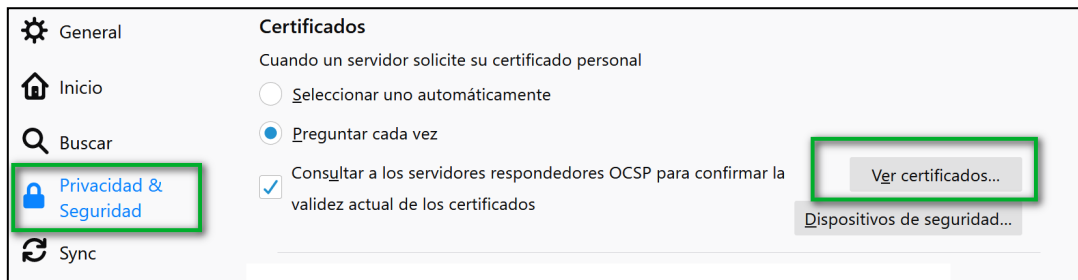 General
Inicio
Buscar
Privacidad &
Seguridad
Sync
Certificados
Cuando un servidor solicite su certificado personal
Seleccionar uno automáticamente
Preguntar cada vez
Consultar a los servidores respondedores OCSP para confirmar la
validez actual de los certificados
Ver certificados...
Dispositivos de seguridad...